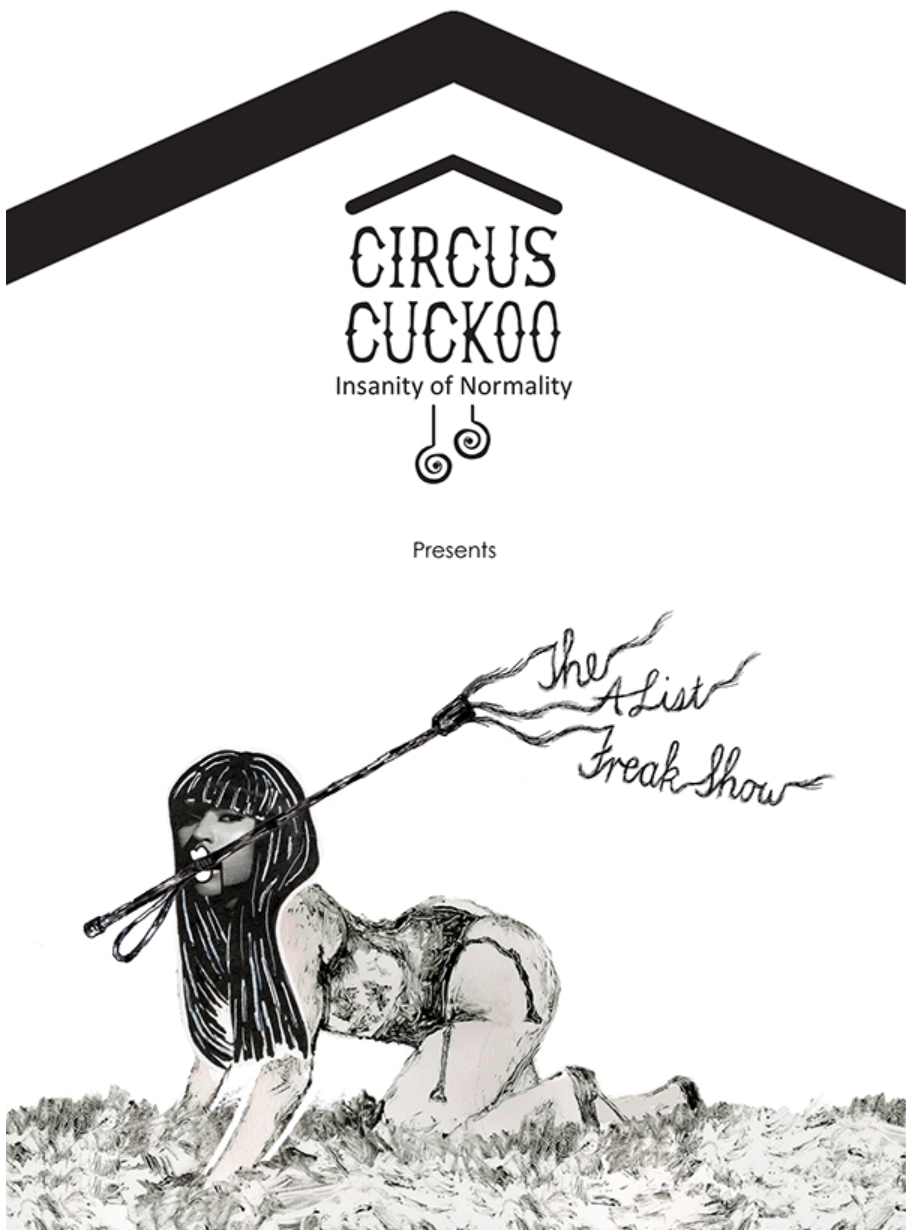 CIRCUS
CUCKOO
Insanity of Normality
Presents
The
A List
Freak Show